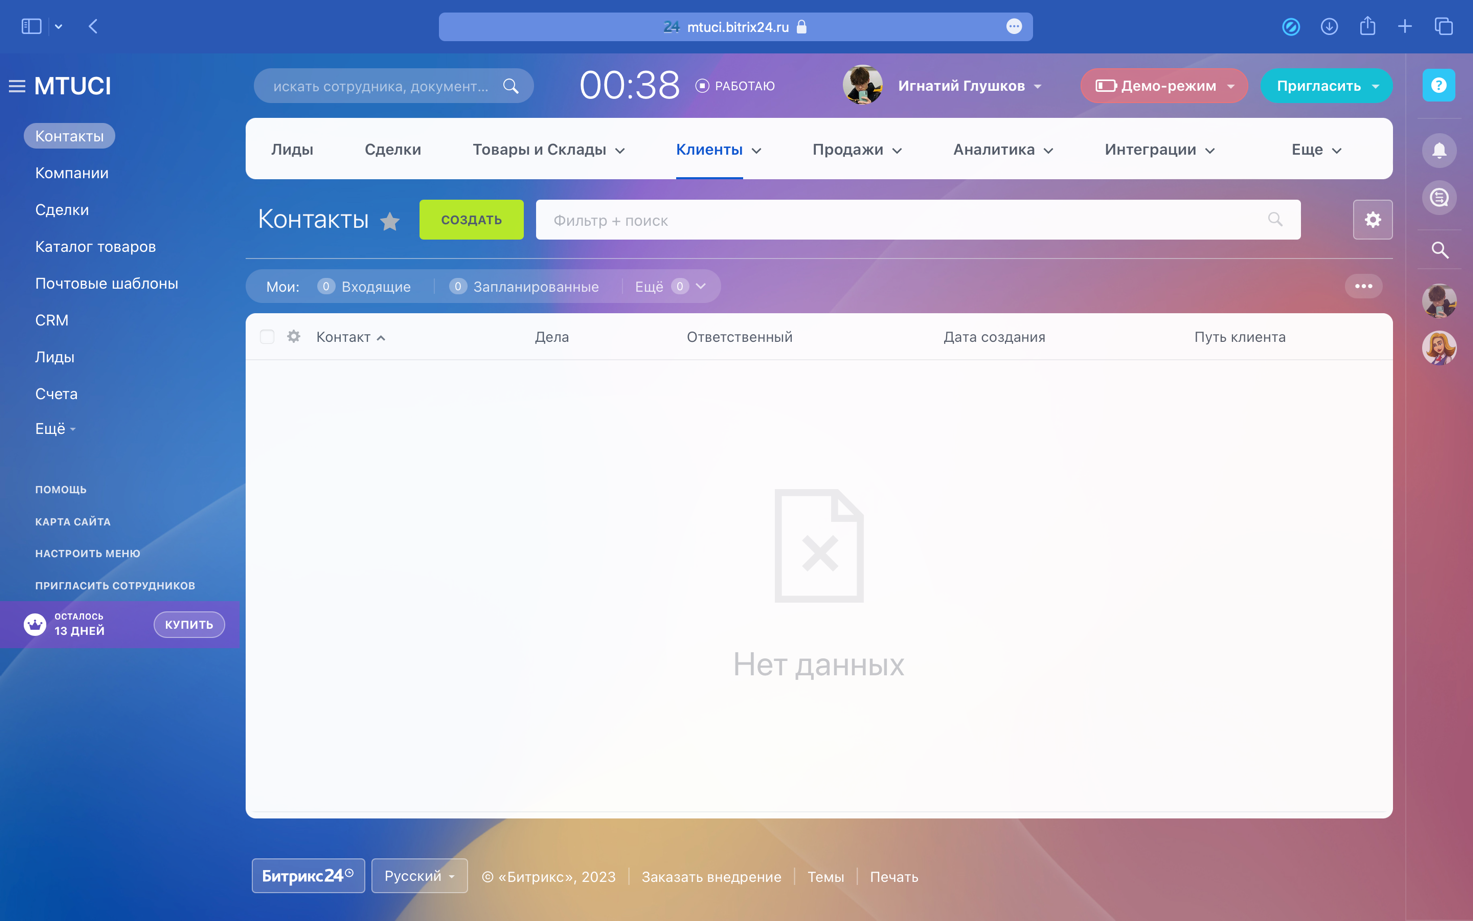 24 mtuci.bitrix24.ru
MTUCI
искать сотрудника, документ...
00:38
РАБОТАЮ
Игнатий Глушков
Демо-режим
Пригласить
?
Контакты
Компании
Сделки
Каталог товаров
Почтовые шаблоны
CRM
Лиды
Счета
Ещё
ПОМОЩЬ
КАРТА САЙТА
НАСТРОИТЬ МЕНЮ
ПРИГЛАСИТЬ СОТРУДНИКОВ
ОСТАЛОСЬ
13 ДНЕЙ
КУПИТЬ
Лиды Сделки Товары и Склады Клиенты Продажи Аналитика Интеграции Еще
Контакты
СОЗДАТЬ
Фильтр + поиск
Мои: 0 Входящие 0 Запланированные Ещё 0
Контакт Дела Ответственный Дата создания Путь клиента
Нет данных
Битрикс24
Русский
© «Битрикс», 2023 Заказать внедрение Темы Печать